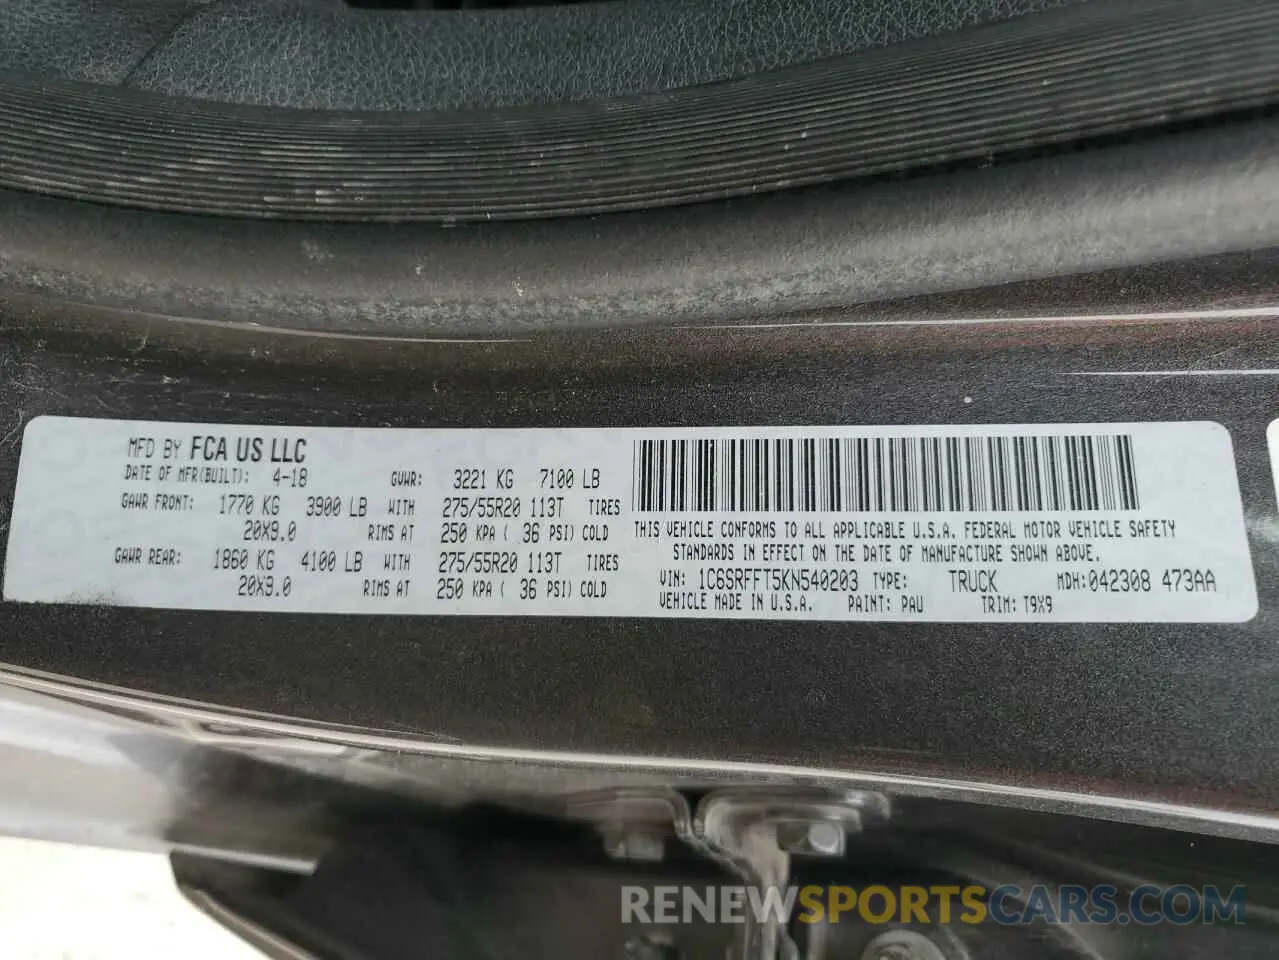 MFD BY FCA US LLC
DATE OF MFR(BUILT): 4-18 GVWR: 3221 KG 7100 LB
GAWR FRONT: 1770 KG 3900 LB WITH 275/55R20 113T TIRES
20X9.0 RIMS AT 250 KPA ( 36 PSI) COLD
GAWR REAR: 1860 KG 4100 LB WITH 275/55R20 113T TIRES
20X9.0 RIMS AT 250 KPA ( 36 PSI) COLD
THIS VEHICLE CONFORMS TO ALL APPLICABLE U.S.A. FEDERAL MOTOR VEHICLE SAFETY
STANDARDS IN EFFECT ON THE DATE OF MANUFACTURE SHOWN ABOVE.
VIN: 1C6SRFFT5KN540203 TYPE: TRUCK MDH:042308 473AA
VEHICLE MADE IN U.S.A. PAINT: PAU TRIM: T9X9
RENEWSPORTSCARS.COM